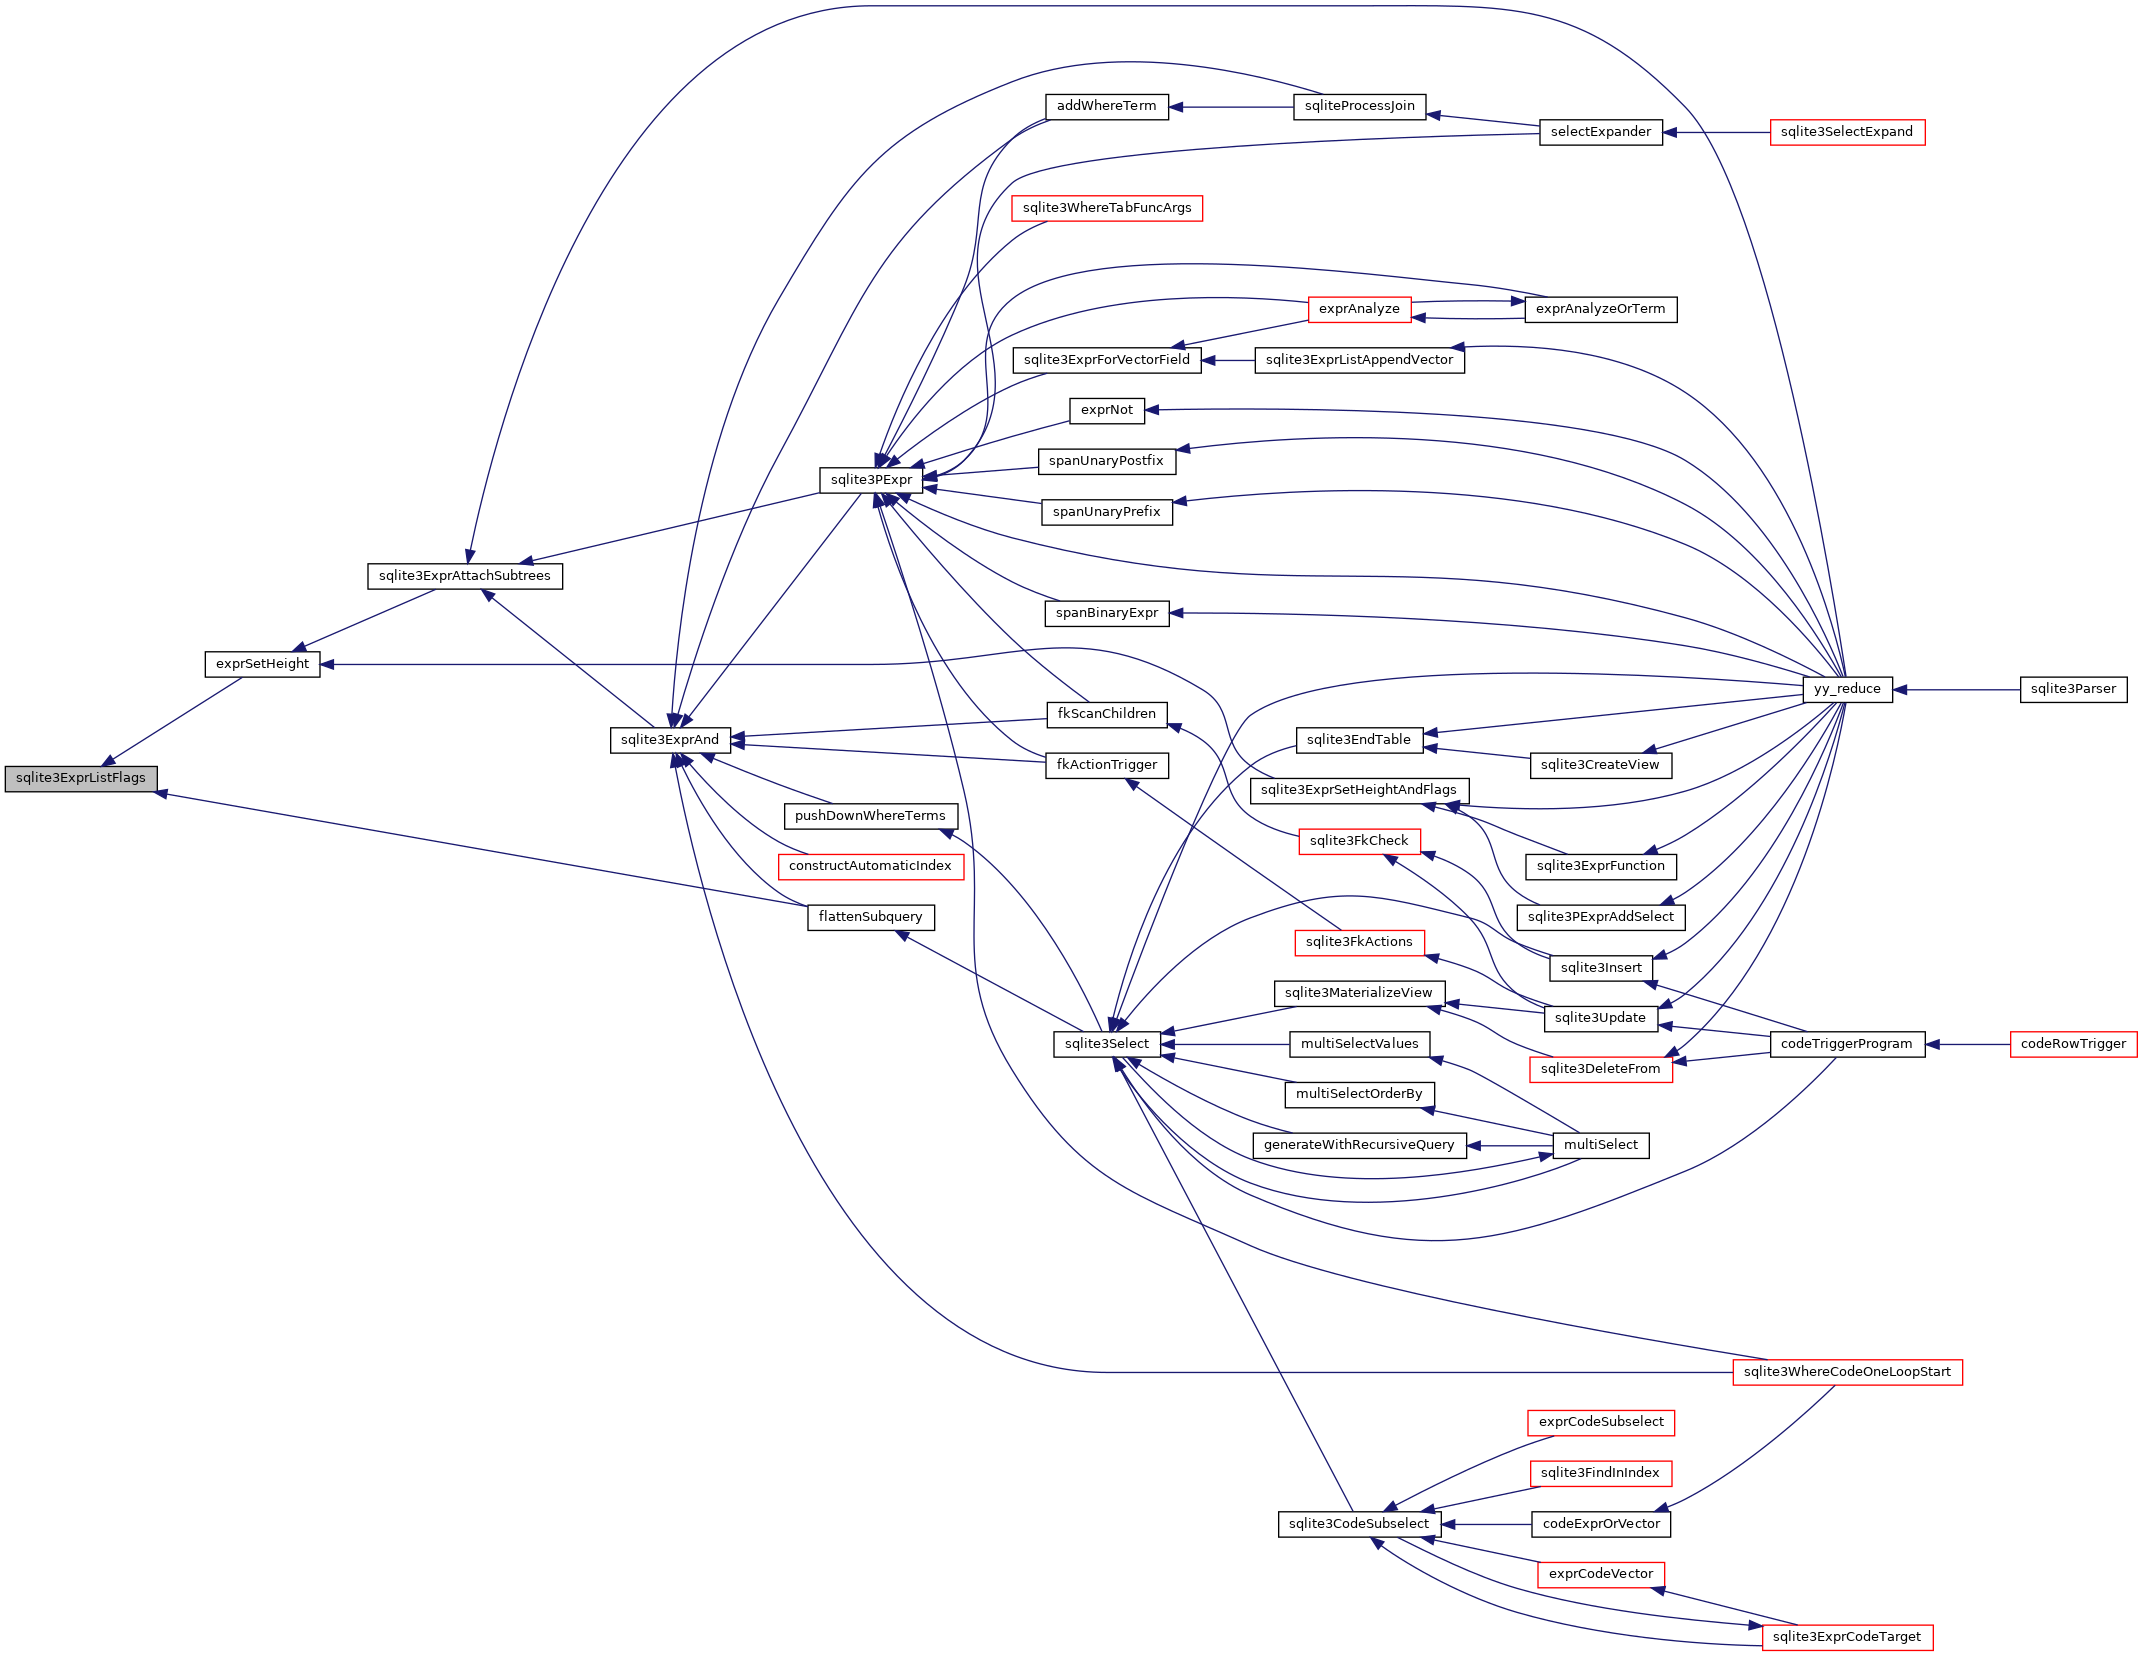 addWhereTerm
sqliteProcessJoin
selectExpander
sqlite3SelectExpand
sqlite3WhereTabFuncArgs
exprAnalyze
exprAnalyzeOrTerm
sqlite3ExprForVectorField
sqlite3ExprListAppendVector
exprNot
spanUnaryPostfix
sqlite3PExpr
spanUnaryPrefix
sqlite3ExprAttachSubtrees
spanBinaryExpr
exprSetHeight
yy_reduce
sqlite3Parser
fkScanChildren
sqlite3ExprAnd
sqlite3EndTable
fkActionTrigger
sqlite3CreateView
sqlite3ExprListFlags
sqlite3ExprSetHeightAndFlags
pushDownWhereTerms
sqlite3FkCheck
constructAutomaticIndex
sqlite3ExprFunction
flattenSubquery
sqlite3PExprAddSelect
sqlite3FkActions
sqlite3Insert
sqlite3MaterializeView
sqlite3Update
sqlite3Select
multiSelectValues
codeTriggerProgram
codeRowTrigger
sqlite3DeleteFrom
multiSelectOrderBy
generateWithRecursiveQuery
multiSelect
sqlite3WhereCodeOneLoopStart
exprCodeSubselect
sqlite3FindInIndex
sqlite3CodeSubselect
codeExprOrVector
exprCodeVector
sqlite3ExprCodeTarget